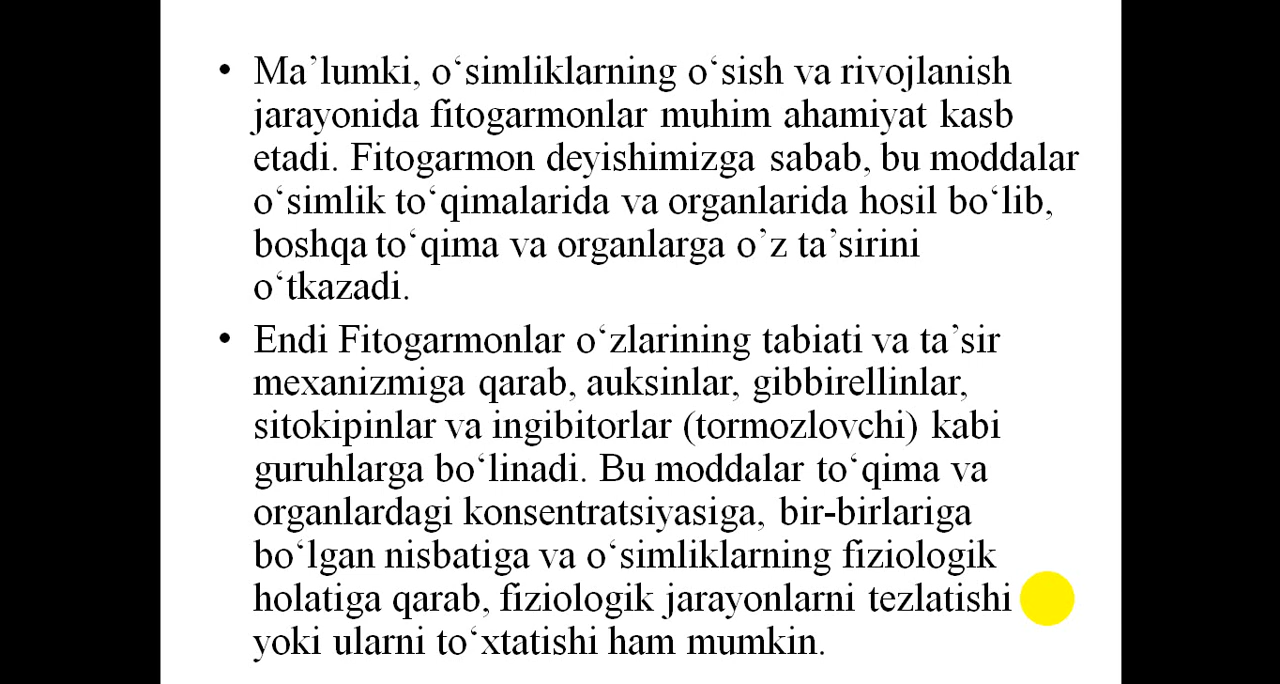 • Ma’lumki, o‘simliklarning o‘sish va rivojlanish
jarayonida fitogarmonlar muhim ahamiyat kasb
etadi. Fitogarmon deyishimizga sabab, bu moddalar
o‘simlik to‘qimalarida va organlarida hosil bo‘lib,
boshqa to‘qima va organlarga o’z ta’sirini
o‘tkazadi.
• Endi Fitogarmonlar o‘zlarining tabiati va ta’sir
mexanizmiga qarab, auksinlar, gibbirellinlar,
sitokipinlar va ingibitorlar (tormozlovchi) kabi
guruhlarga bo‘linadi. Bu moddalar to‘qima va
organlardagi konsentratsiyasiga, bir-birlariga
bo‘lgan nisbatiga va o‘simliklarning fiziologik
holatiga qarab, fiziologik jarayonlarni tezlatishi
yoki ularni to‘xtatishi ham mumkin.